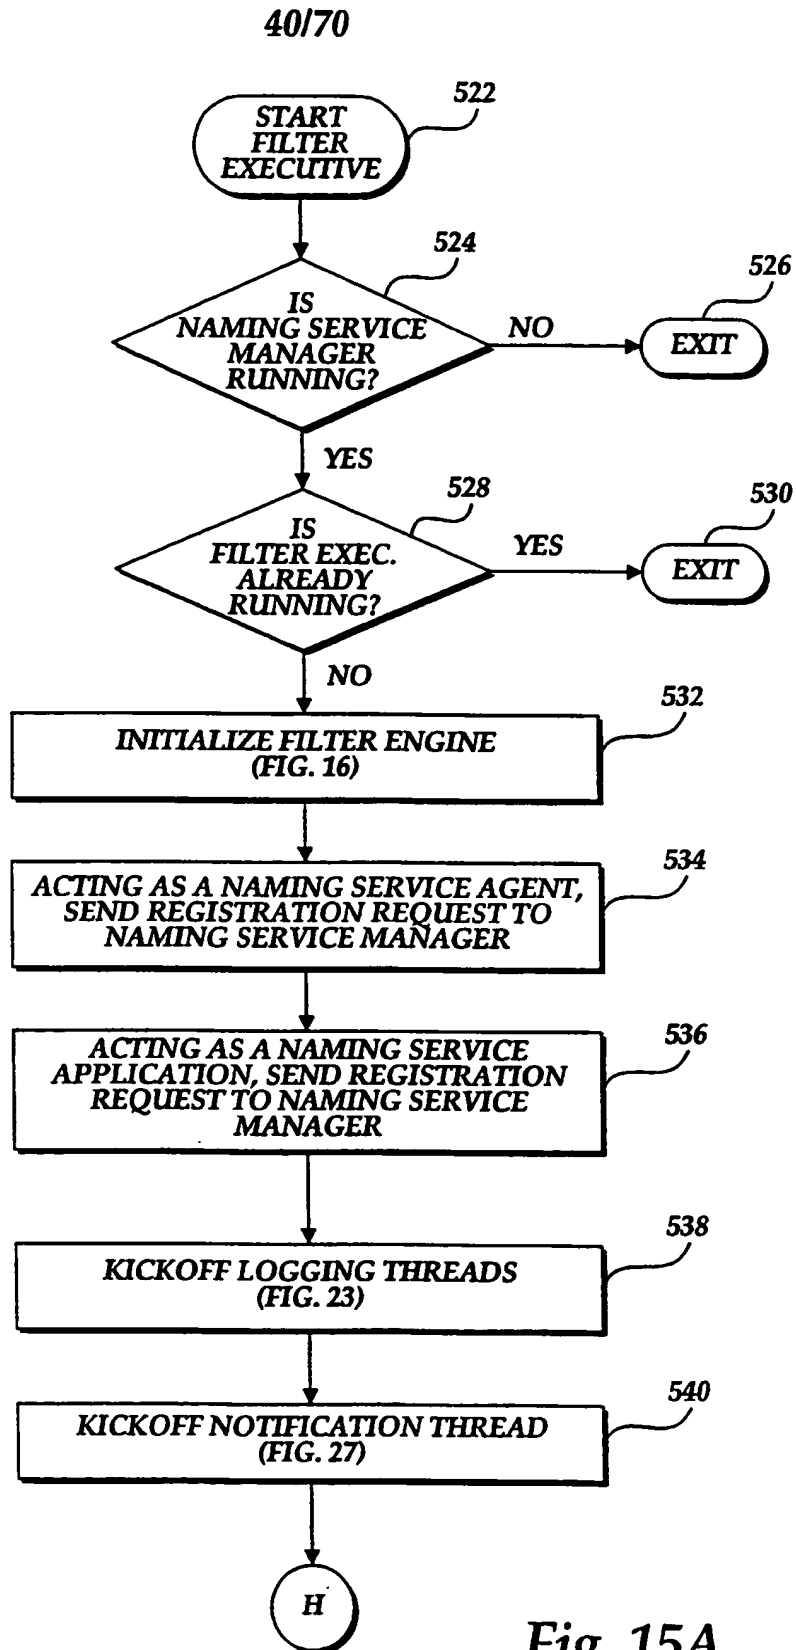 40/70
START
FILTER
EXECUTIVE
522
IS
NAMING SERVICE
MANAGER
RUNNING?
524
NO
EXIT
526
YES
IS
FILTER EXEC.
ALREADY
RUNNING?
528
YES
EXIT
530
NO
INITIALIZE FILTER ENGINE
(FIG. 16)
532
ACTING AS A NAMING SERVICE AGENT,
SEND REGISTRATION REQUEST TO
NAMING SERVICE MANAGER
534
ACTING AS A NAMING SERVICE
APPLICATION, SEND REGISTRATION
REQUEST TO NAMING SERVICE
MANAGER
536
KICKOFF LOGGING THREADS
(FIG. 23)
538
KICKOFF NOTIFICATION THREAD
(FIG. 27)
540
H
Fig. 15A